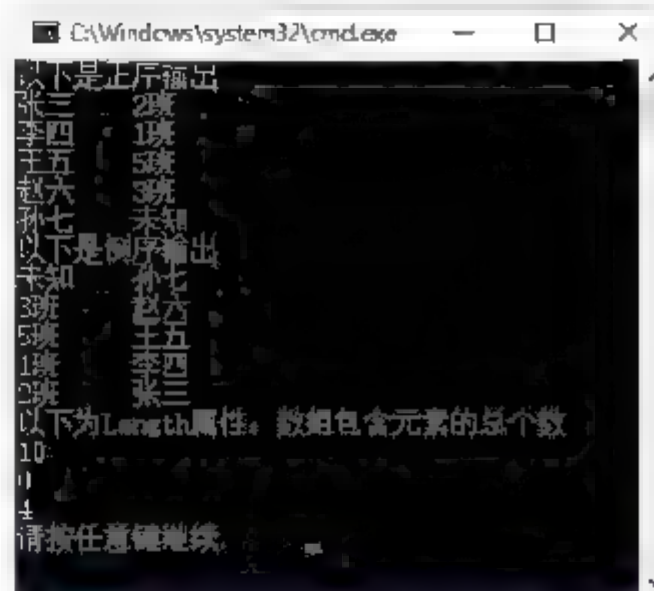 C:\Windows\system32\cmd.exe
以下是正序输出
张三 2班
李四 1班
王五 5班
赵六 3班
孙七 未知
以下是倒序输出
未知 孙七
3班 赵六
5班 王五
1班 李四
2班 张三
以下为Length属性，数组包含元素的总个数
10
0
4
请按任意键继续.